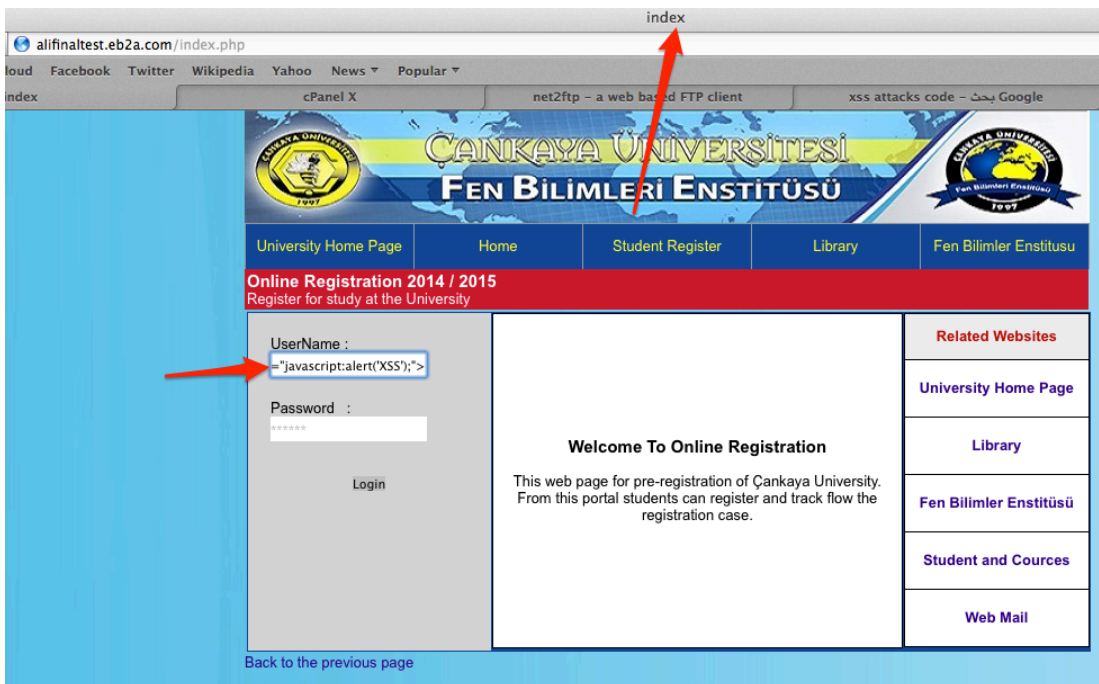 index
alifinaltest.eb2a.com/index.php
loud Facebook Twitter Wikipedia Yahoo News Popular
index
cPanel X
net2ftp – a web based FTP client
xss attacks code – بحث Google
ÇANKAYA ÜNİVERSİTESİ
FEN BİLİMLERİ ENSTİTÜSÜ
ÇANKAYA ÜNİVERSİTESİ
1997
Fen Bilimleri Enstitüsü
1997
University Home Page
Home
Student Register
Library
Fen Bilimler Enstitusu
Online Registration 2014 / 2015
Register for study at the University
UserName :
="javascript:alert('XSS');">
Password :
******
Login
Welcome To Online Registration
This web page for pre-registration of Çankaya University.
From this portal students can register and track flow the
registration case.
Related Websites
University Home Page
Library
Fen Bilimler Enstitüsü
Student and Cources
Web Mail
Back to the previous page